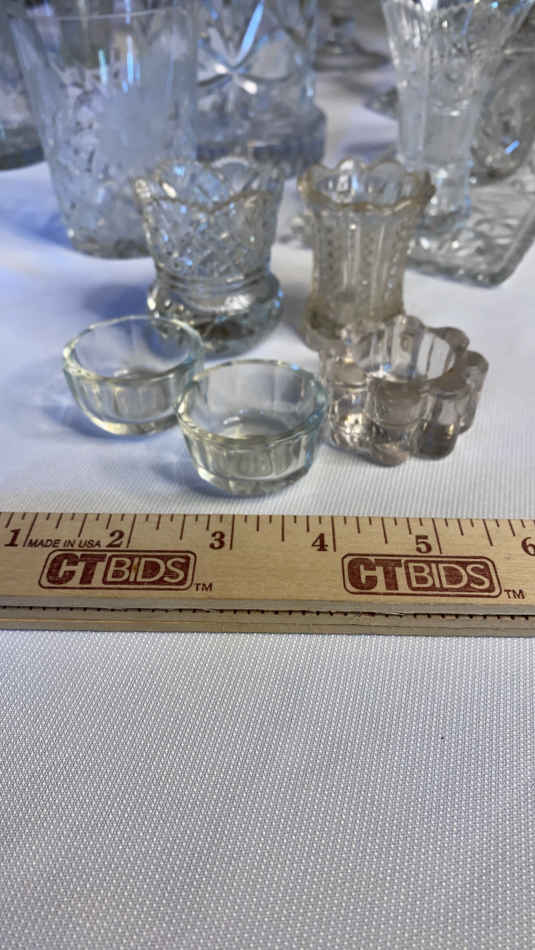 1 MADE IN USA 2 3 4 5 6
CTBIDS TM CTBIDS TM